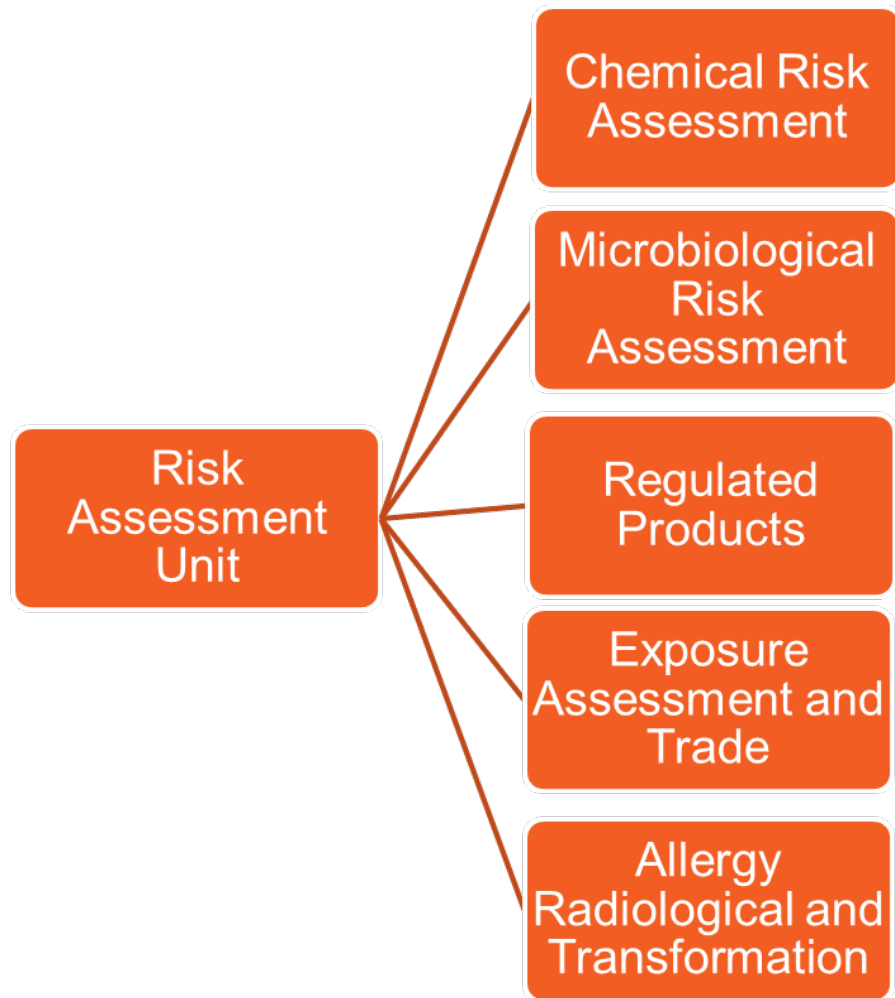 Chemical Risk
Assessment
Microbiological
Risk
Assessment
Risk
Assessment
Unit
Regulated
Products
Exposure
Assessment and
Trade
Allergy
Radiological and
Transformation